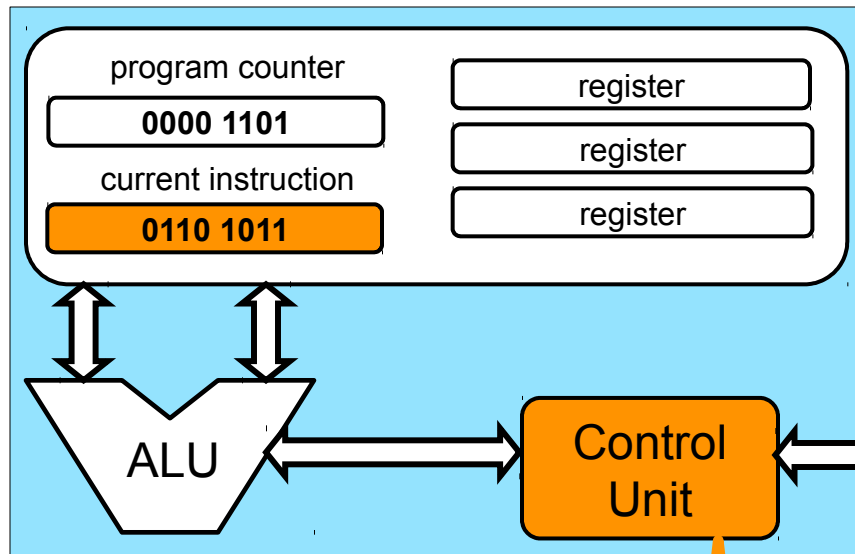 program counter
0000 1101
current instruction
0110 1011
register
register
register
ALU
Control
Unit